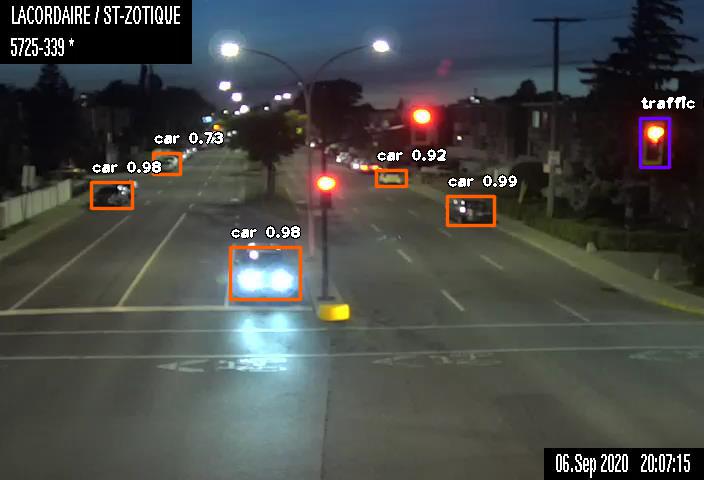 LACORDAIRE / ST-ZOTIQUE
5725-339 *
traffic
car 0.73
car 0.92
car 0.98
car 0.99
car 0.98
06.Sep 2020 20:07:15